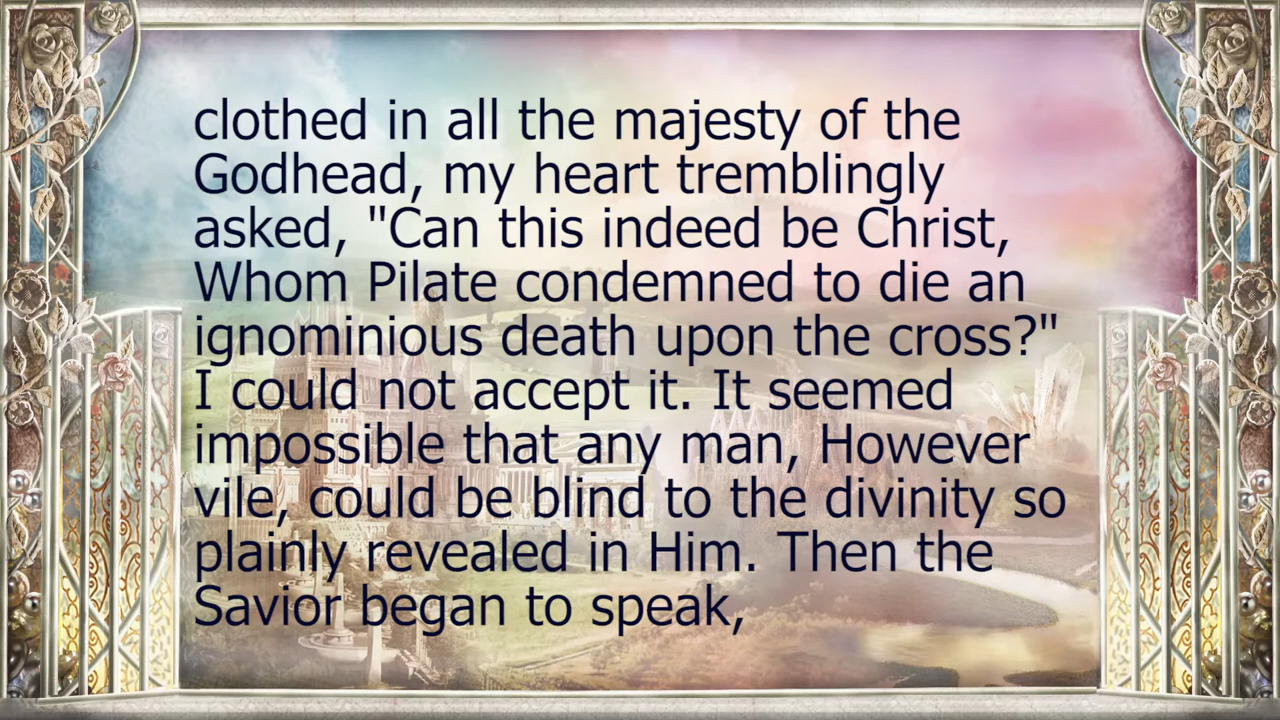 clothed in all the majesty of the
Godhead, my heart tremblingly
asked, "Can this indeed be Christ,
Whom Pilate condemned to die an
ignominious death upon the cross?"
I could not accept it. It seemed
impossible that any man, However
vile, could be blind to the divinity so
plainly revealed in Him. Then the
Savior began to speak,